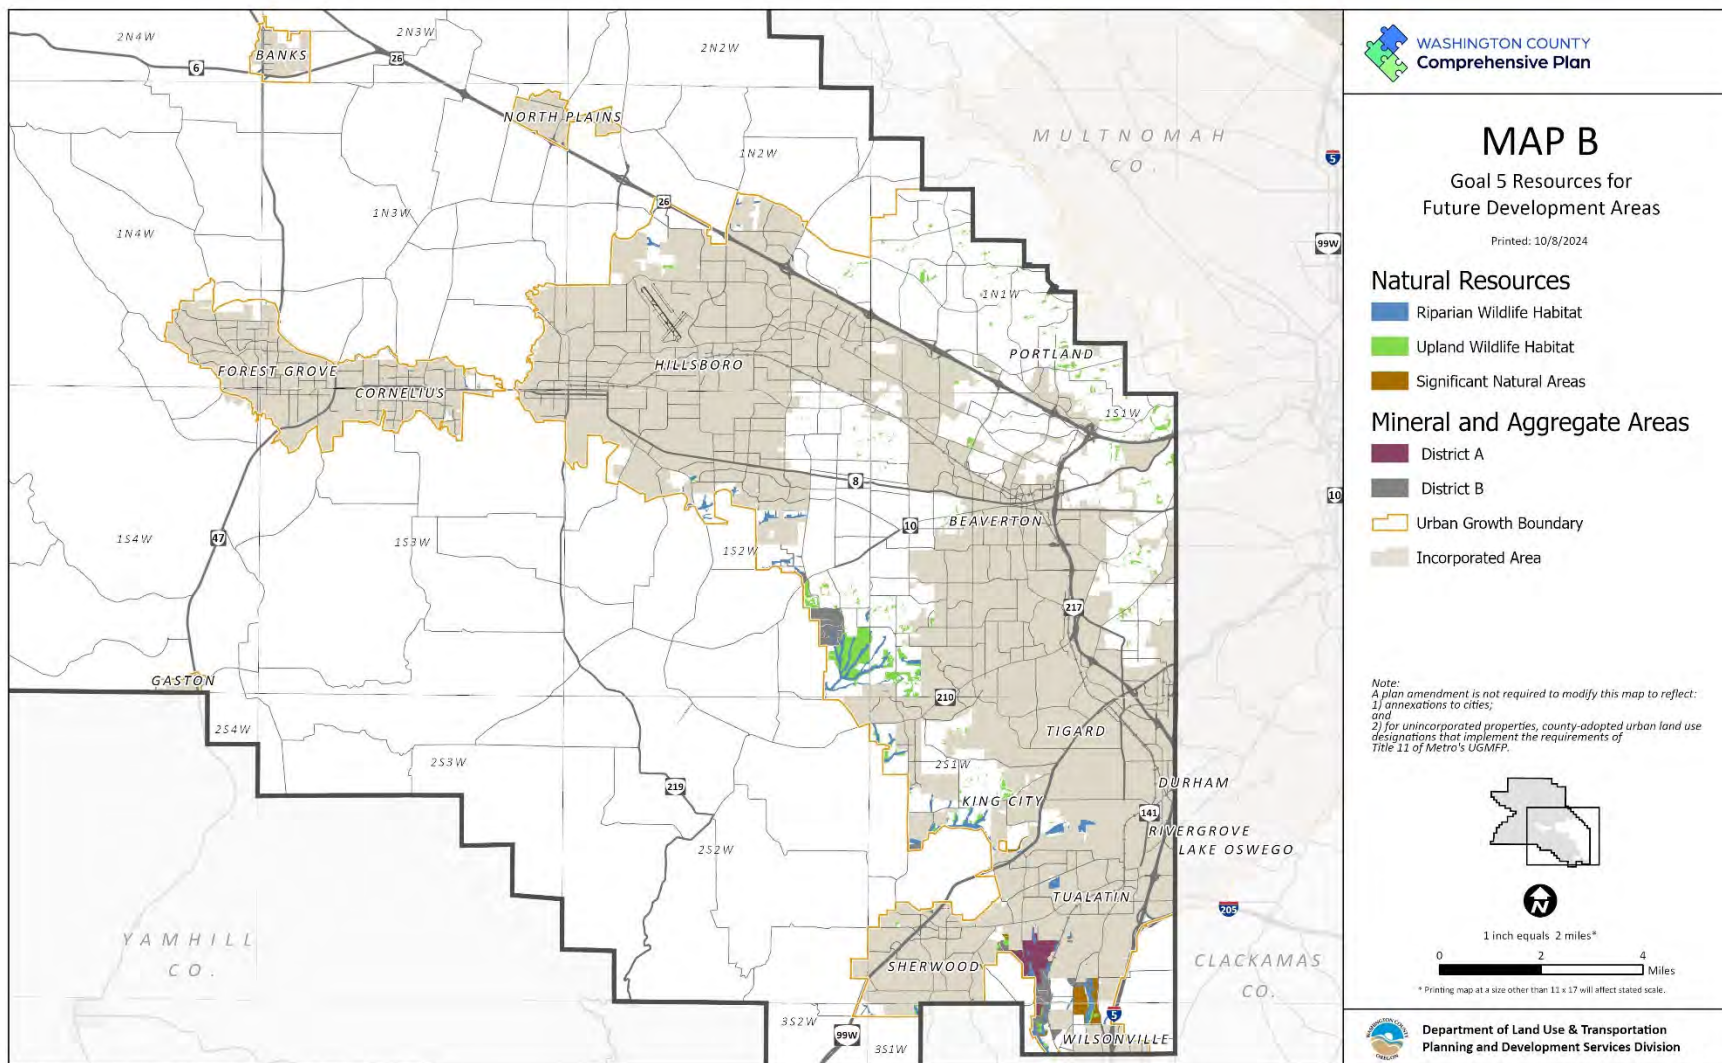 2N4W
2N3W
2N2W
BANKS
6
26
NORTH PLAINS
1N2W
MULTNOMAH
CO.
5
26
99W
1N3W
1N4W
1N1W
PORTLAND
FOREST GROVE
CORNELIUS
HILLSBORO
1S1W
8
10
10
BEAVERTON
47
1S4W
1S3W
1S2W
217
GASTON
210
2S4W
TIGARD
2S3W
2S1W
219
DURHAM
KING CITY
141
RIVERGROVE
LAKE OSWEGO
2S2W
TUALATIN
205
YAMHILL
CO.
SHERWOOD
CLACKAMAS
CO.
5
3S2W
99W
WILSONVILLE
3S1W
WASHINGTON COUNTY
Comprehensive Plan
MAP B
Goal 5 Resources for
Future Development Areas
Printed: 10/8/2024
Natural Resources
Riparian Wildlife Habitat
Upland Wildlife Habitat
Significant Natural Areas
Mineral and Aggregate Areas
District A
District B
Urban Growth Boundary
Incorporated Area
Note:
A plan amendment is not required to modify this map to reflect:
1) annexations to cities;
and
2) for unincorporated properties, county-adopted urban land use
designations that implement the requirements of
Title 11 of Metro's UGMFP.
N
1 inch equals 2 miles*
0 2 4
Miles
* Printing map at a size other than 11 x 17 will affect stated scale.
WASHINGTON COUNTY
OREGON
Department of Land Use & Transportation
Planning and Development Services Division